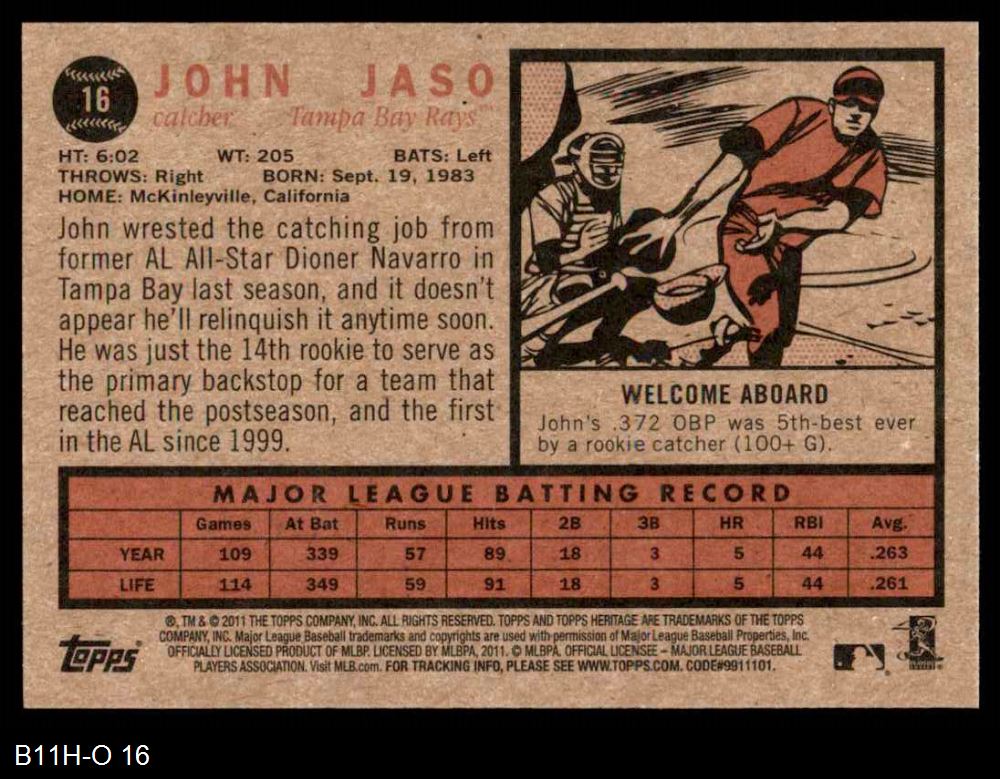 16
JOHN JASO
catcher Tampa Bay Rays™
HT: 6:02 WT: 205 BATS: Left
THROWS: Right BORN: Sept. 19, 1983
HOME: McKinleyville, California
John wrested the catching job from
former AL All-Star Dioner Navarro in
Tampa Bay last season, and it doesn't
appear he'll relinquish it anytime soon.
He was just the 14th rookie to serve as
the primary backstop for a team that
reached the postseason, and the first
in the AL since 1999.
WELCOME ABOARD
John's .372 OBP was 5th-best ever
by a rookie catcher (100+ G).
MAJOR LEAGUE BATTING RECORD
Games At Bat Runs Hits 2B 3B HR RBI Avg.
YEAR 109 339 57 89 18 3 5 44 .263
LIFE 114 349 59 91 18 3 5 44 .261
®, TM & © 2011 THE TOPPS COMPANY, INC. ALL RIGHTS RESERVED. TOPPS AND TOPPS HERITAGE ARE TRADEMARKS OF THE TOPPS
COMPANY, INC. Major League Baseball trademarks and copyrights are used with permission of Major League Baseball Properties, Inc.
OFFICIALLY LICENSED PRODUCT OF MLBP. LICENSED BY MLBPA, 2011. © MLBPA. OFFICIAL LICENSEE – MAJOR LEAGUE BASEBALL
PLAYERS ASSOCIATION. Visit MLB.com. FOR TRACKING INFO, PLEASE SEE WWW.TOPPS.COM. CODE#9911101.
Topps
B11H-O 16